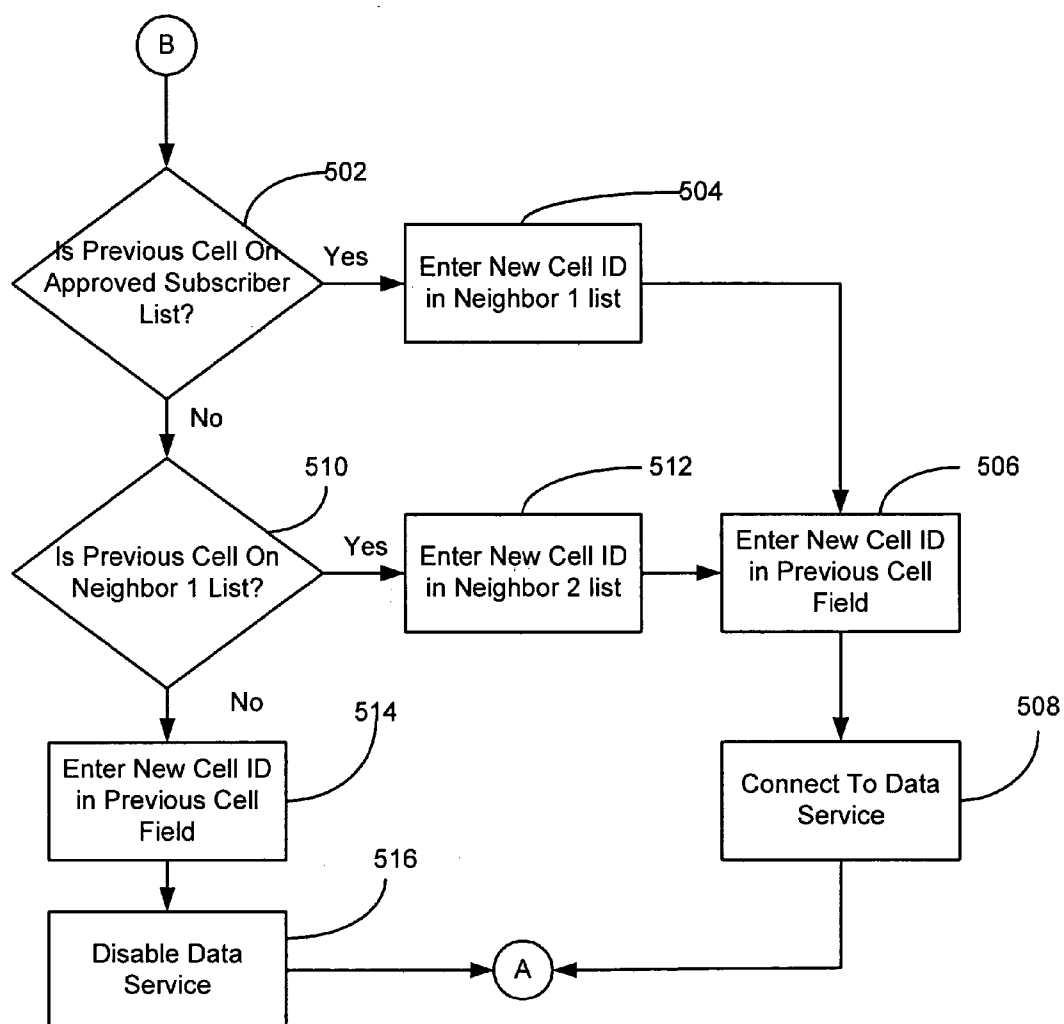 B
502
504
Is Previous Cell On
Approved Subscriber
List?
Yes
Enter New Cell ID
in Neighbor 1 list
No
510
512
506
Is Previous Cell On
Neighbor 1 List?
Yes
Enter New Cell ID
in Neighbor 2 list
Enter New Cell ID
in Previous Cell
Field
No
514
508
Enter New Cell ID
in Previous Cell
Field
Connect To Data
Service
516
Disable Data
Service
A